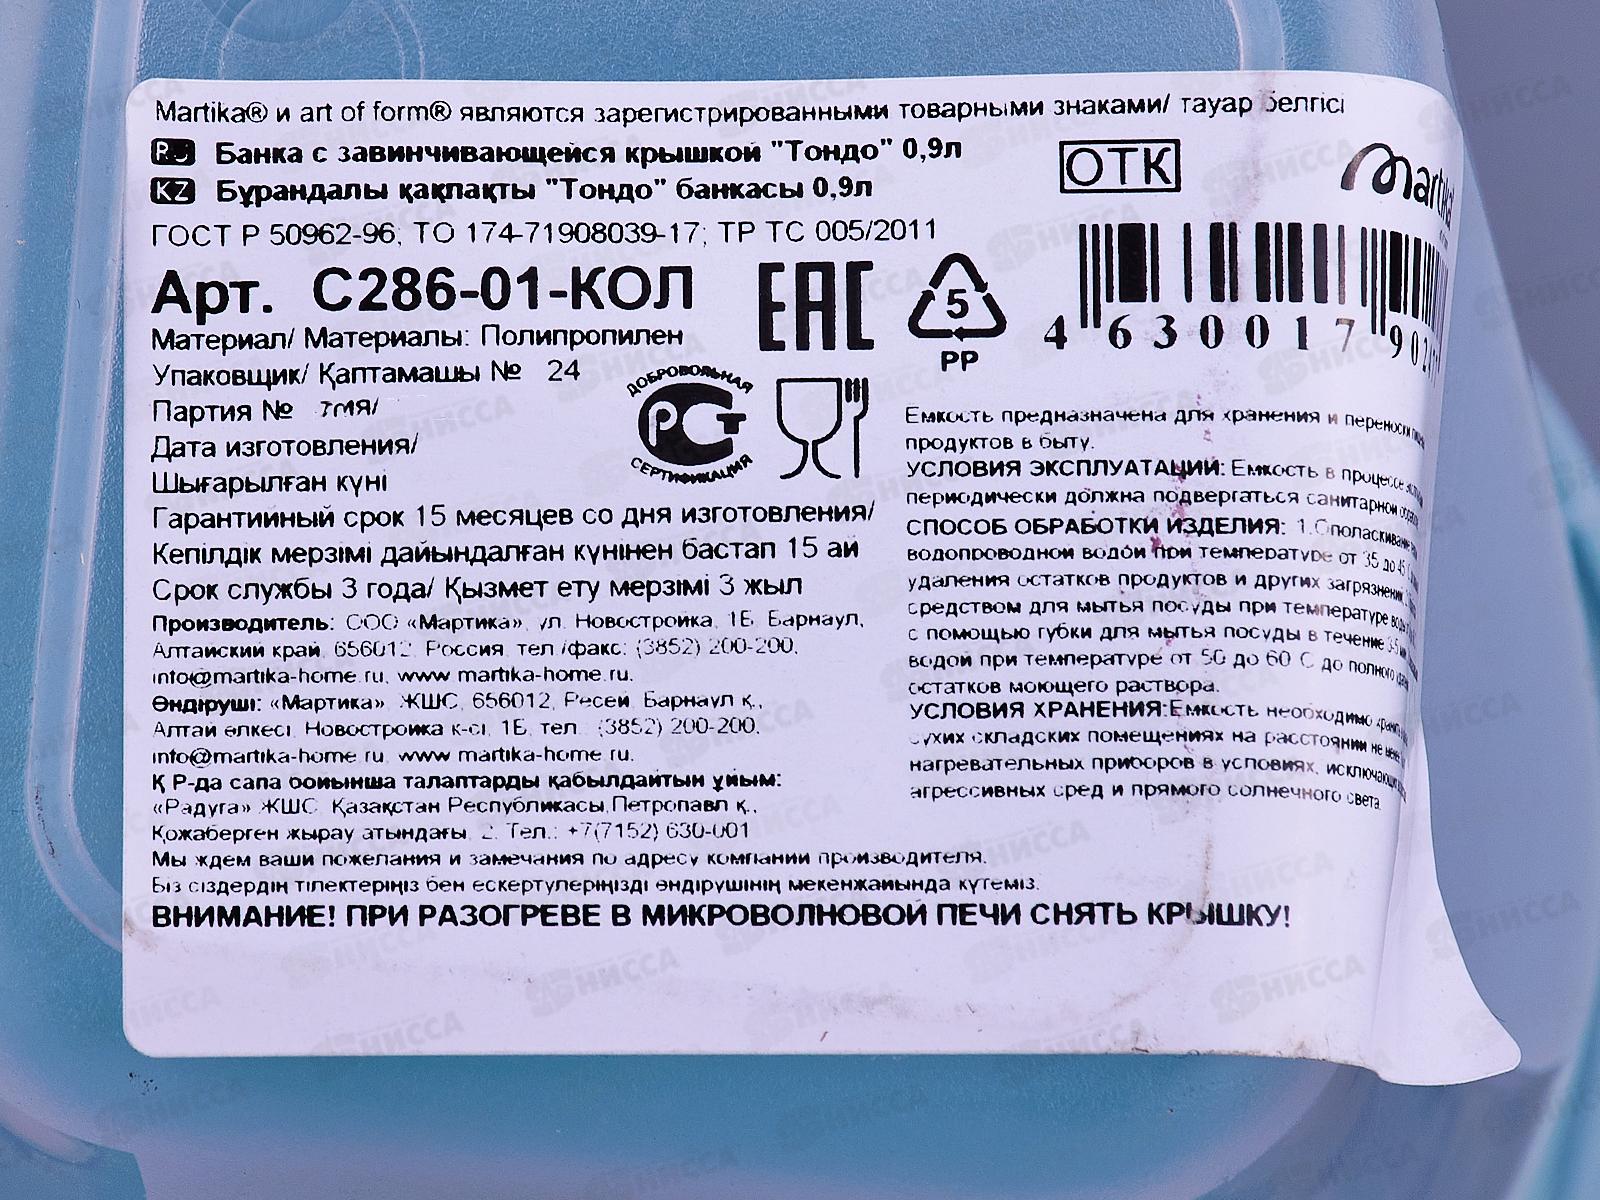 Martika® и art of form® являются зарегистрированными товарными знаками/ тауар белгісі
RU Банка с завинчивающейся крышкой "Тондо" 0,9л
KZ Бұрандалы қақпақты "Тондо" банкасы 0,9л
ОТК
Martika
ГОСТ Р 50962-96; ТО 174-71908039-17; ТР ТС 005/2011
Арт. С286-01-КОЛ
EAC
5
PP
4 630017 902
Материал/ Материалы: Полипропилен
Упаковщик/ Қаптамашы № 24
Партия №
Дата изготовления/
Шығарылған күні
ДОБРОВОЛЬНАЯ
РСТ
СЕРТИФИКАЦИЯ
Гарантийный срок 15 месяцев со дня изготовления/
Кепілдік мерзімі дайындалған күнінен бастап 15 ай
Срок службы 3 года/ Қызмет ету мерзімі 3 жыл
Производитель: ООО «Мартика», ул. Новостройка, 1Б, Барнаул,
Алтайский край, 656012, Россия, тел./факс: (3852) 200-200,
info@martika-home.ru, www.martika-home.ru.
Өндіруші: «Мартика» ЖШС, 656012, Ресей, Барнаул қ.,
Алтай өлкесі, Новостройка к-сі, 1Б, тел.: (3852) 200-200,
info@martika-home.ru, www.martika-home.ru.
Қ Р-да сапа бойынша талаптарды қабылдайтын ұйым:
«Радуга» ЖШС, Қазақстан Республикасы, Петропавл қ.,
Қожаберген жырау атындағы, 2. Тел.: +7(7152) 630-001
Мы ждем ваши пожелания и замечания по адресу компании производителя.
Біз сіздердің тілектеріңіз бен ескертулеріңізді өндірушінің мекенжайында күтеміз.
ВНИМАНИЕ! ПРИ РАЗОГРЕВЕ В МИКРОВОЛНОВОЙ ПЕЧИ СНЯТЬ КРЫШКУ!
Емкость предназначена для хранения и переноски
продуктов в быту.
УСЛОВИЯ ЭКСПЛУАТАЦИИ: Емкость в процессе
периодически должна подвергаться санитарной
СПОСОБ ОБРАБОТКИ ИЗДЕЛИЯ: 1.Ополаскивание
водопроводной водой при температуре от 35 до 45
удаления остатков продуктов и других загрязнений
средством для мытья посуды при температуре
с помощью губки для мытья посуды в течение 3-5
водой при температуре от 50 до 60 С до полного
остатков моющего раствора.
УСЛОВИЯ ХРАНЕНИЯ:Емкость необходимо
сухих складских помещениях на расстоянии не
нагревательных приборов в условиях,
агрессивных сред и прямого солнечного света.
НИССА